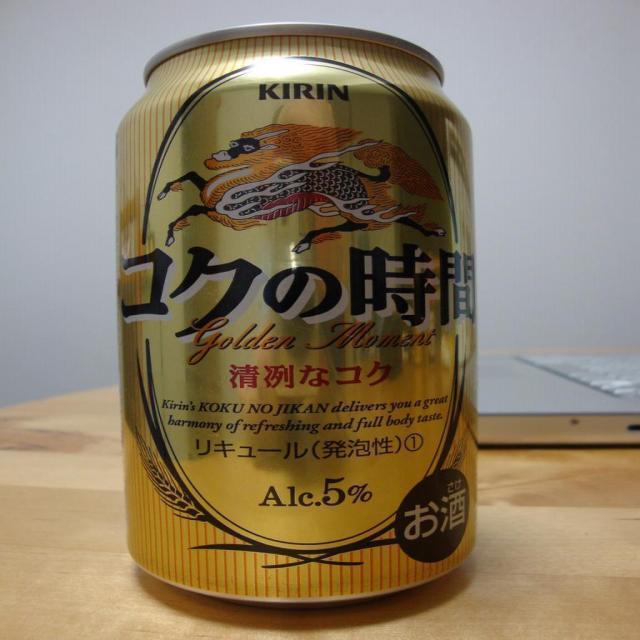 KIRIN
コクの時間
Golden Moment
清冽なコク
Kirin's KOKU NO JIKAN delivers you a great
harmony of refreshing and full body taste.
リキュール(発泡性)①
Alc.5%
さけ
お酒